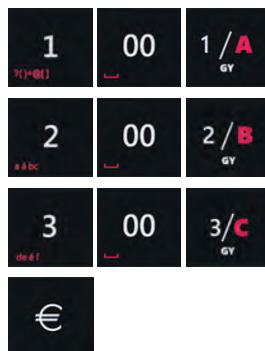 1 00 1/A
?()*@[] ⎵ GY
2 00 2/B
a á b c ⎵ GY
3 00 3/C
d e é f ⎵ GY
€